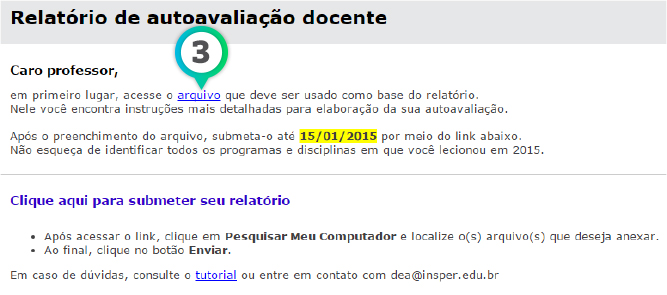 Relatório de autoavaliação docente
3
Caro professor,
em primeiro lugar, acesse o arquivo que deve ser usado como base do relatório.
Nele você encontra instruções mais detalhadas para elaboração da sua autoavaliação.
Após o preenchimento do arquivo, submeta-o até 15/01/2015 por meio do link abaixo.
Não esqueça de identificar todos os programas e disciplinas em que você lecionou em 2015.
Clique aqui para submeter seu relatório
• Após acessar o link, clique em Pesquisar Meu Computador e localize o(s) arquivo(s) que deseja anexar.
• Ao final, clique no botão Enviar.
Em caso de dúvidas, consulte o tutorial ou entre em contato com dea@insper.edu.br